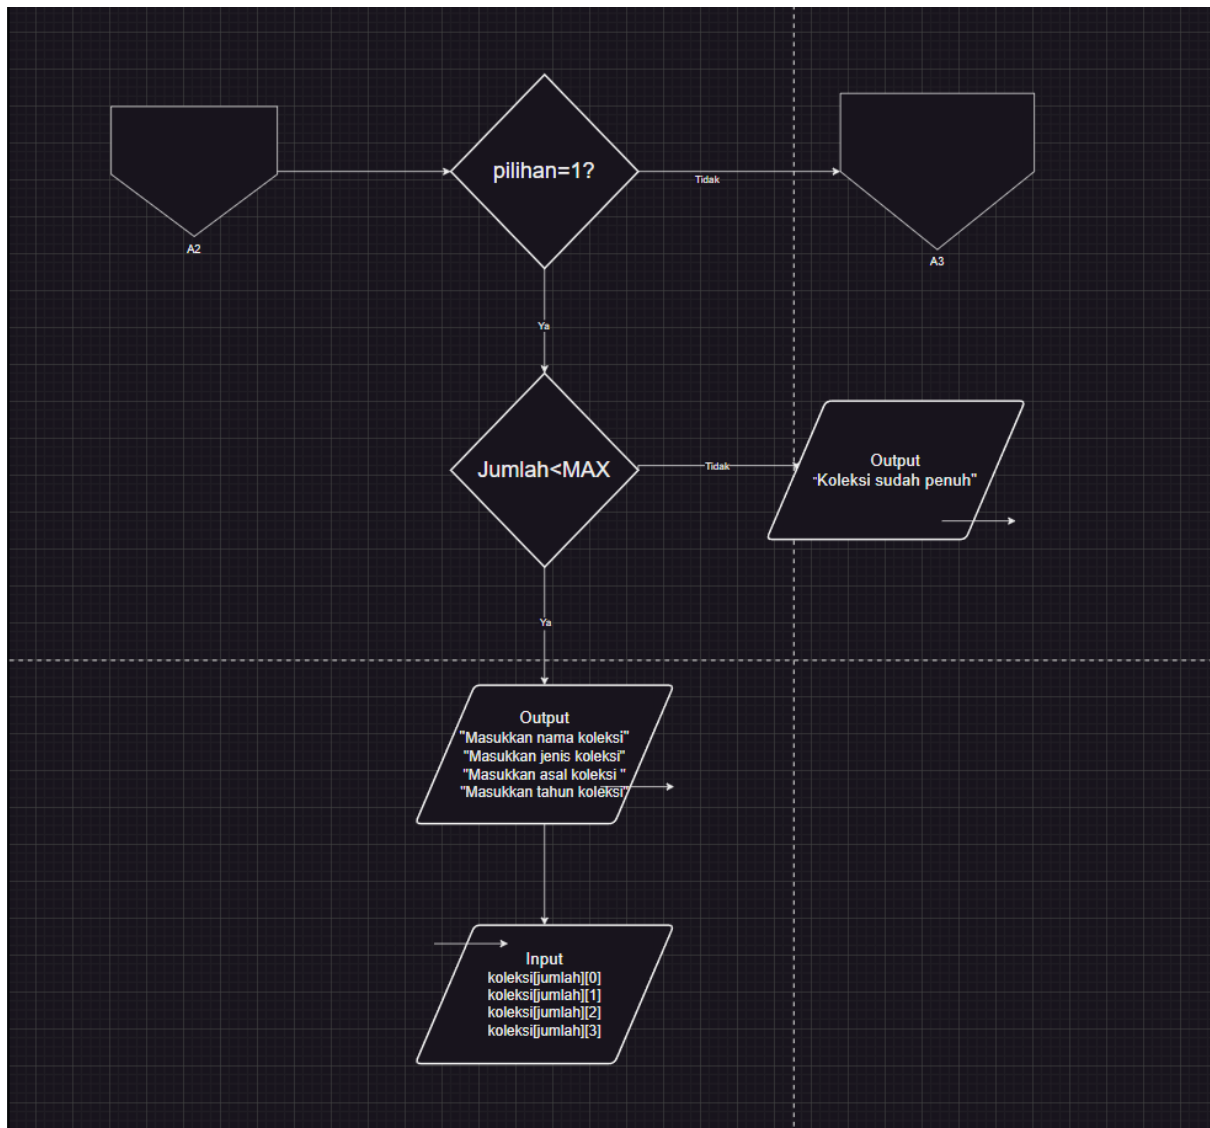 pilihan=1?
Tidak
A2
A3
Ya
Jumlah<MAX
Tidak
Output
"Koleksi sudah penuh"
Ya
Output
"Masukkan nama koleksi"
"Masukkan jenis koleksi"
"Masukkan asal koleksi "
"Masukkan tahun koleksi"
Input
koleksi[jumlah][0]
koleksi[jumlah][1]
koleksi[jumlah][2]
koleksi[jumlah][3]